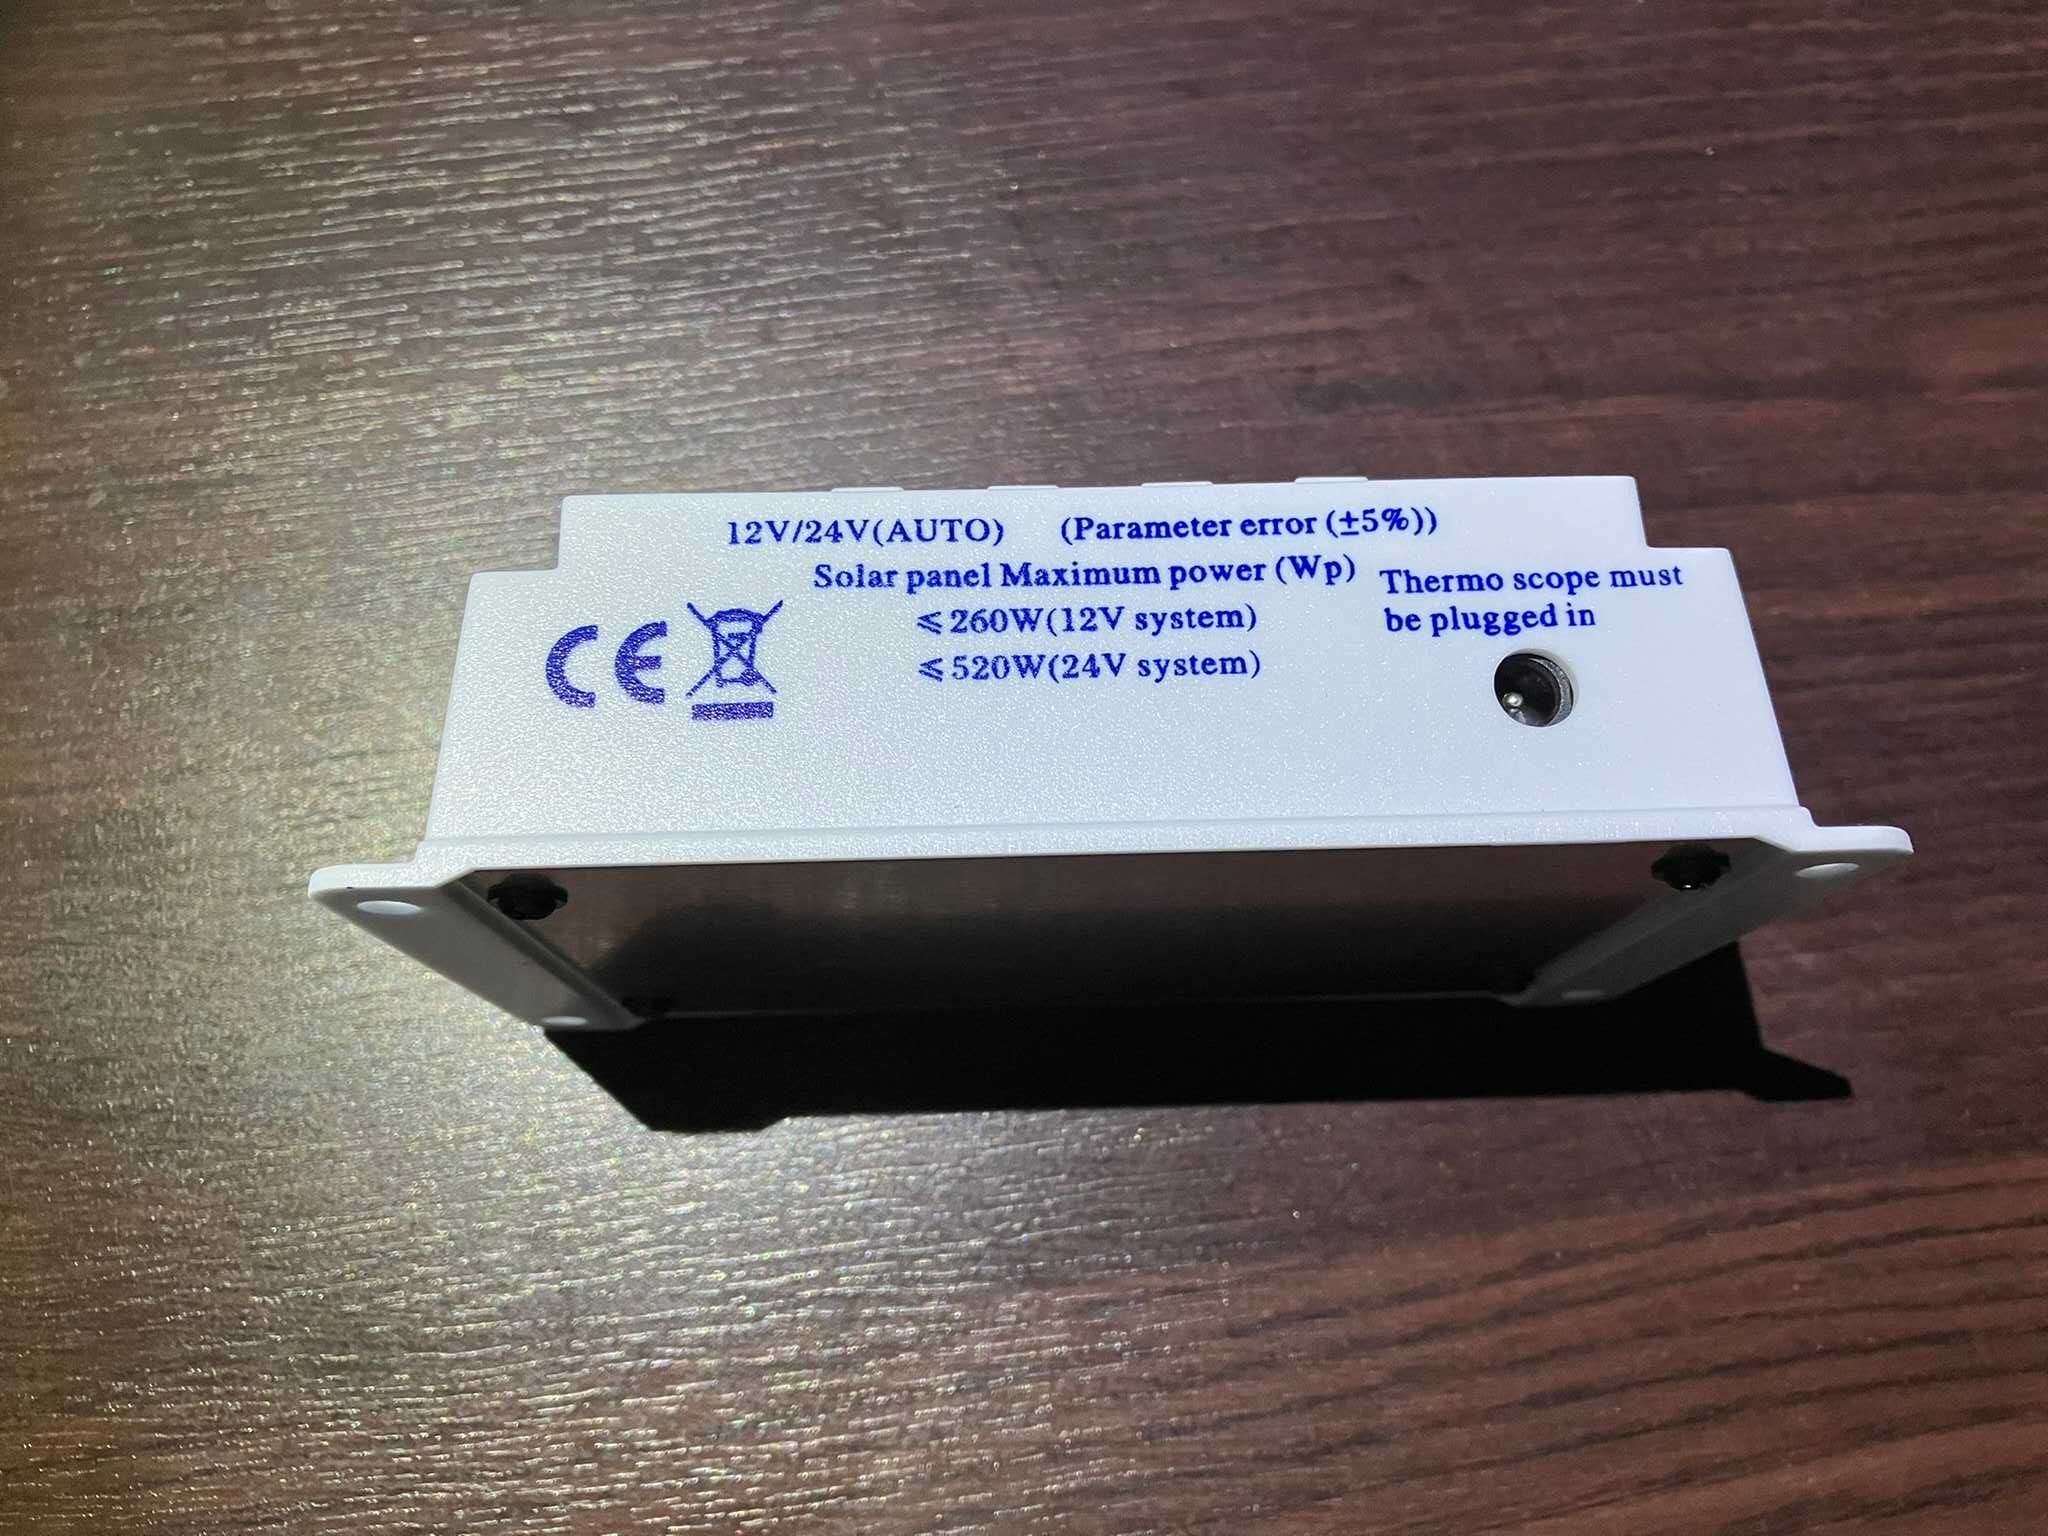 12V/24V(AUTO) (Parameter error (±5%))
Solar panel Maximum power (Wp)
⩽260W(12V system)
⩽520W(24V system)
Thermo scope must
be plugged in
CE